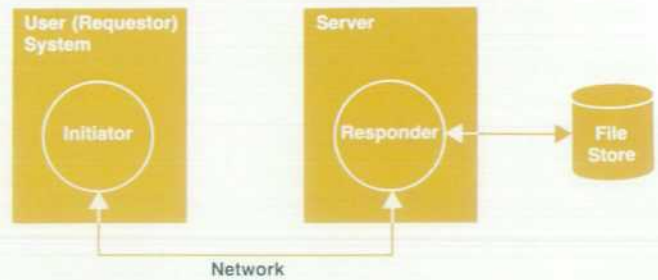 User (Requestor)
System
Initiator
Server
Responder
File
Store
Network